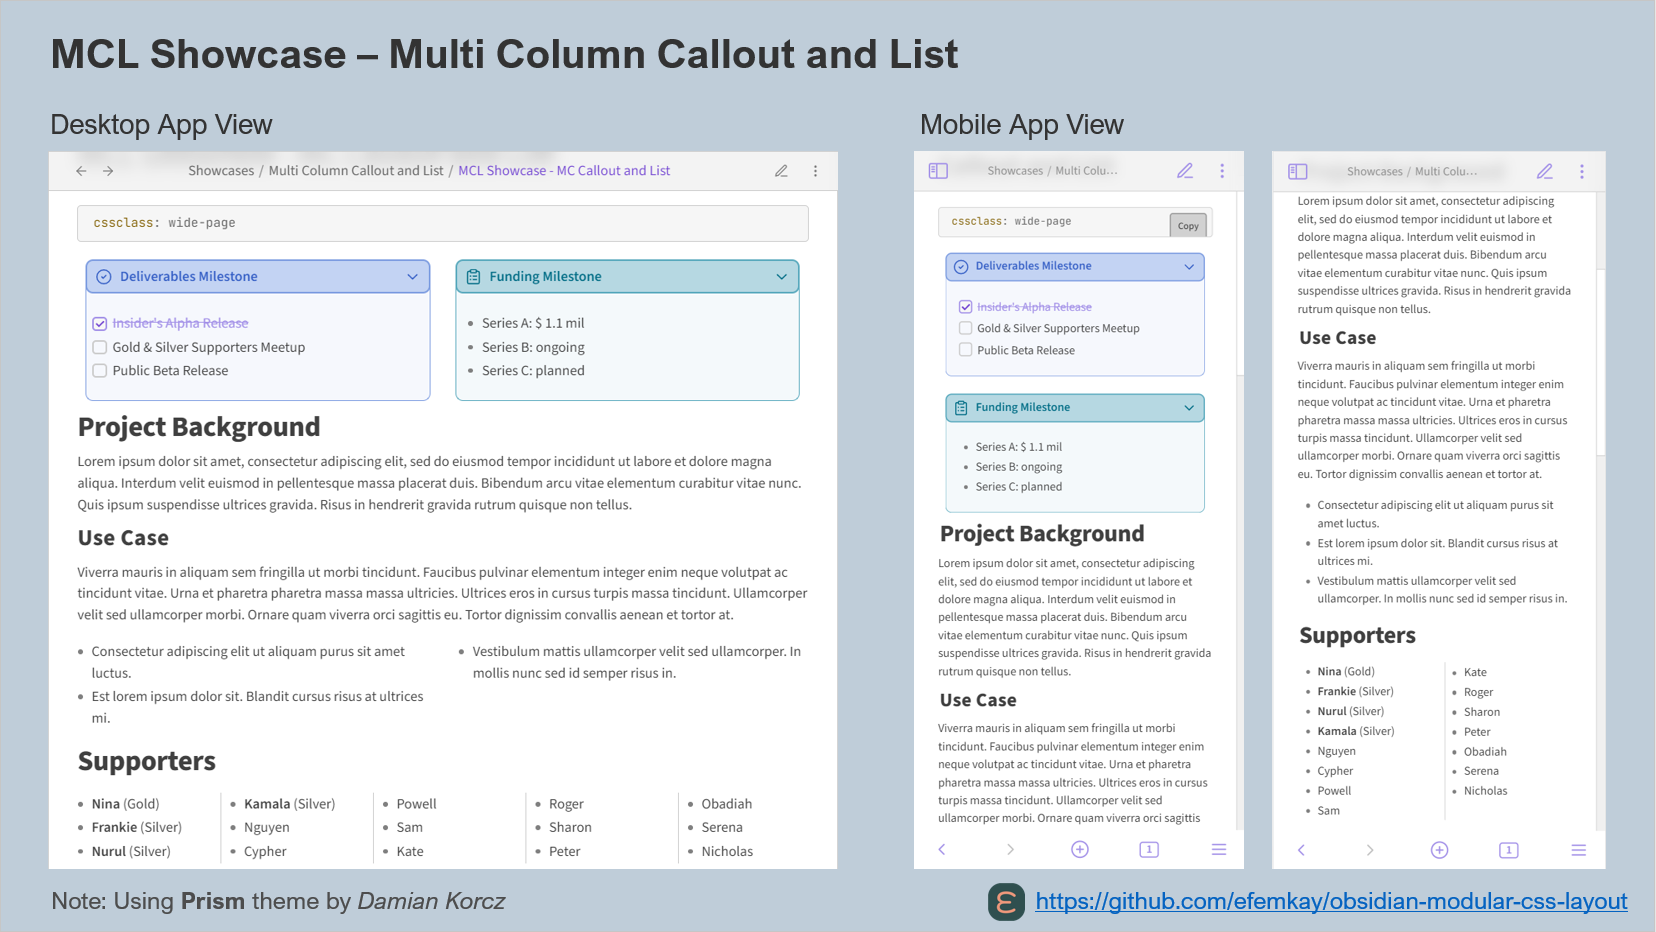 MCL Showcase – Multi Column Callout and List
Desktop App View
Showcases / Multi Column Callout and List / MCL Showcase - MC Callout and List
cssclass: wide-page
Deliverables Milestone
Insider's Alpha Release
Gold & Silver Supporters Meetup
Public Beta Release
Funding Milestone
Series A: $ 1.1 mil
Series B: ongoing
Series C: planned
Project Background
Lorem ipsum dolor sit amet, consectetur adipiscing elit, sed do eiusmod tempor incididunt ut labore et dolore magna
aliqua. Interdum velit euismod in pellentesque massa placerat duis. Bibendum arcu vitae elementum curabitur vitae nunc.
Quis ipsum suspendisse ultrices gravida. Risus in hendrerit gravida rutrum quisque non tellus.
Use Case
Viverra mauris in aliquam sem fringilla ut morbi tincidunt. Faucibus pulvinar elementum integer enim neque volutpat ac
tincidunt vitae. Urna et pharetra pharetra massa massa ultricies. Ultrices eros in cursus turpis massa tincidunt. Ullamcorper
velit sed ullamcorper morbi. Ornare quam viverra orci sagittis eu. Tortor dignissim convallis aenean et tortor at.
• Consectetur adipiscing elit ut aliquam purus sit amet
luctus.
• Est lorem ipsum dolor sit. Blandit cursus risus at ultrices
mi.
• Vestibulum mattis ullamcorper velit sed ullamcorper. In
mollis nunc sed id semper risus in.
Supporters
• Nina (Gold)
• Frankie (Silver)
• Nurul (Silver)
• Kamala (Silver)
• Nguyen
• Cypher
• Powell
• Sam
• Kate
• Roger
• Sharon
• Peter
• Obadiah
• Serena
• Nicholas
Mobile App View
Showcases / Multi Colu...
cssclass: wide-page
Copy
Deliverables Milestone
Insider's Alpha Release
Gold & Silver Supporters Meetup
Public Beta Release
Funding Milestone
• Series A: $ 1.1 mil
• Series B: ongoing
• Series C: planned
Project Background
Lorem ipsum dolor sit amet, consectetur adipiscing
elit, sed do eiusmod tempor incididunt ut labore et
dolore magna aliqua. Interdum velit euismod in
pellentesque massa placerat duis. Bibendum arcu
vitae elementum curabitur vitae nunc. Quis ipsum
suspendisse ultrices gravida. Risus in hendrerit gravida
rutrum quisque non tellus.
Use Case
Viverra mauris in aliquam sem fringilla ut morbi
tincidunt. Faucibus pulvinar elementum integer enim
neque volutpat ac tincidunt vitae. Urna et pharetra
pharetra massa massa ultricies. Ultrices eros in cursus
turpis massa tincidunt. Ullamcorper velit sed
ullamcorper morbi. Ornare quam viverra orci sagittis
1
Showcases / Multi Colu...
Lorem ipsum dolor sit amet, consectetur adipiscing
elit, sed do eiusmod tempor incididunt ut labore et
dolore magna aliqua. Interdum velit euismod in
pellentesque massa placerat duis. Bibendum arcu
vitae elementum curabitur vitae nunc. Quis ipsum
suspendisse ultrices gravida. Risus in hendrerit gravida
rutrum quisque non tellus.
Use Case
Viverra mauris in aliquam sem fringilla ut morbi
tincidunt. Faucibus pulvinar elementum integer enim
neque volutpat ac tincidunt vitae. Urna et pharetra
pharetra massa massa ultricies. Ultrices eros in cursus
turpis massa tincidunt. Ullamcorper velit sed
ullamcorper morbi. Ornare quam viverra orci sagittis
eu. Tortor dignissim convallis aenean et tortor at.
• Consectetur adipiscing elit ut aliquam purus sit
amet luctus.
• Est lorem ipsum dolor sit. Blandit cursus risus at
ultrices mi.
• Vestibulum mattis ullamcorper velit sed
ullamcorper. In mollis nunc sed id semper risus in.
Supporters
• Nina (Gold)
• Frankie (Silver)
• Nurul (Silver)
• Kamala (Silver)
• Nguyen
• Cypher
• Powell
• Sam
• Kate
• Roger
• Sharon
• Peter
• Obadiah
• Serena
• Nicholas
1
Note: Using Prism theme by Damian Korcz
https://github.com/efemkay/obsidian-modular-css-layout